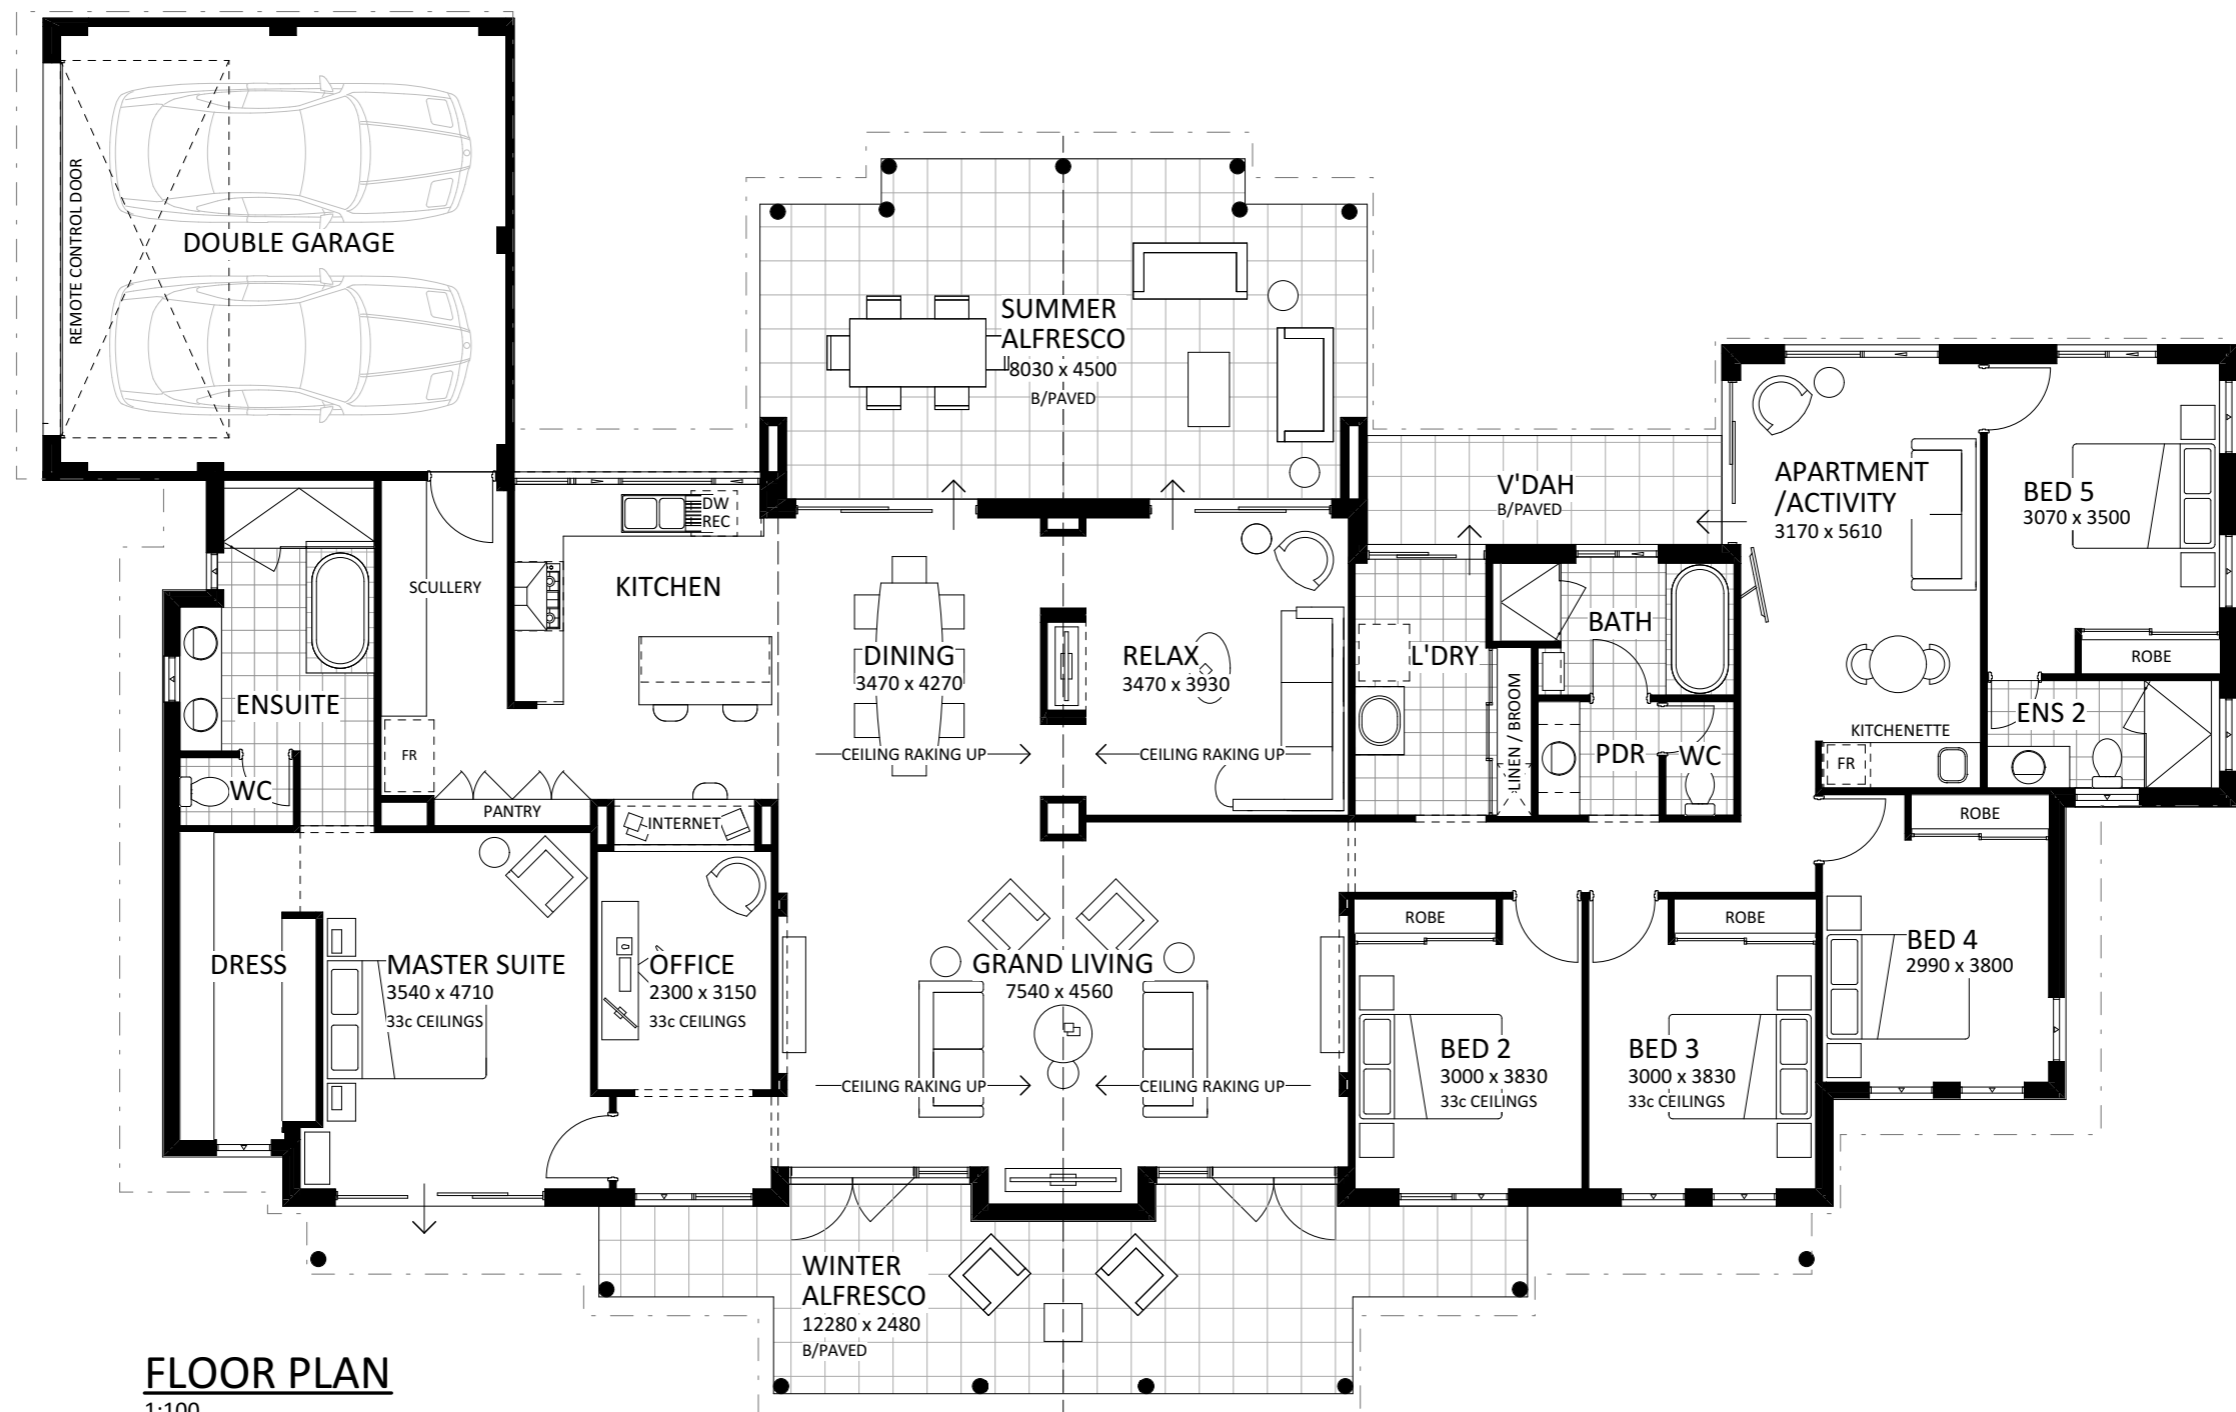 REMOTE CONTROL DOOR
DOUBLE GARAGE
SUMMER
ALFRESCO
8030 x 4500
B/PAVED
V'DAH
B/PAVED
APARTMENT
/ACTIVITY
3170 x 5610
BED 5
3070 x 3500
ROBE
DW
REC
SCULLERY
KITCHEN
DINING
3470 x 4270
RELAX
3470 x 3930
L'DRY
BATH
LINEN / BROOM
ENSUITE
WC
FR
PANTRY
INTERNET
CEILING RAKING UP
CEILING RAKING UP
PDR
WC
KITCHENETTE
FR
ENS 2
ROBE
DRESS
MASTER SUITE
3540 x 4710
33c CEILINGS
OFFICE
2300 x 3150
33c CEILINGS
GRAND LIVING
7540 x 4560
CEILING RAKING UP
CEILING RAKING UP
ROBE
BED 2
3000 x 3830
33c CEILINGS
ROBE
BED 3
3000 x 3830
33c CEILINGS
BED 4
2990 x 3800
WINTER
ALFRESCO
12280 x 2480
B/PAVED
FLOOR PLAN
1:100